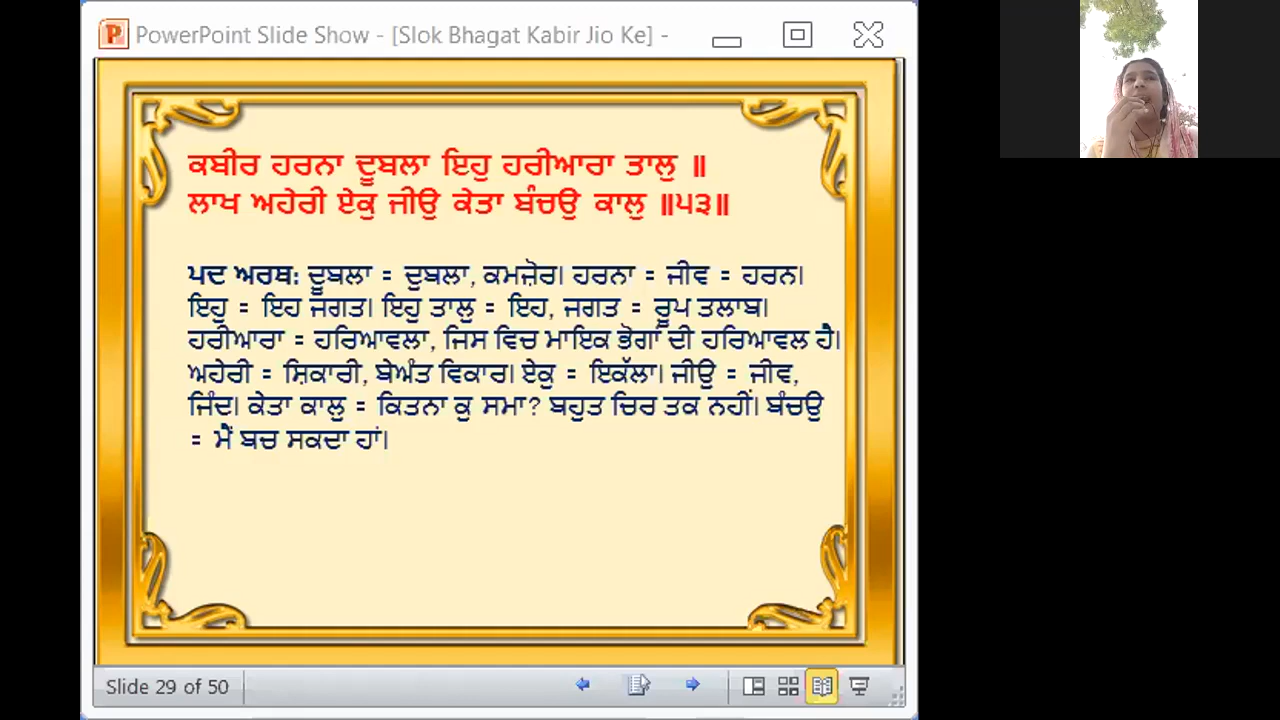 PowerPoint Slide Show - [Slok Bhagat Kabir Jio Ke] -
ਕਬੀਰ ਹਰਨਾ ਦੂਬਲਾ ਇਹੁ ਹਰੀਆਰਾ ਤਾਲੁ ॥
ਲਾਖ ਅਹੇਰੀ ਏਕੁ ਜੀਉ ਕੇਤਾ ਬੰਚਉ ਕਾਲੁ ॥੫੩॥
ਪਦ ਅਰਥ: ਦੂਬਲਾ = ਦੁਬਲਾ, ਕਮਜ਼ੋਰ। ਹਰਨਾ = ਜੀਵ = ਹਰਨ।
ਇਹੁ = ਇਹ ਜਗਤ। ਇਹੁ ਤਾਲੁ = ਇਹ, ਜਗਤ = ਰੂਪ ਤਲਾਬ।
ਹਰੀਆਰਾ = ਹਰਿਆਵਲਾ, ਜਿਸ ਵਿਚ ਮਾਇਕ ਭੋਗਾਂ ਦੀ ਹਰਿਆਵਲ ਹੈ।
ਅਹੇਰੀ = ਸ਼ਿਕਾਰੀ, ਬੇਅੰਤ ਵਿਕਾਰ। ਏਕੁ = ਇਕੱਲਾ। ਜੀਉ = ਜੀਵ,
ਜਿੰਦ। ਕੇਤਾ ਕਾਲੁ = ਕਿਤਨਾ ਕੁ ਸਮਾ? ਬਹੁਤ ਚਿਰ ਤਕ ਨਹੀਂ। ਬੰਚਉ
= ਮੈਂ ਬਚ ਸਕਦਾ ਹਾਂ।
Slide 29 of 50